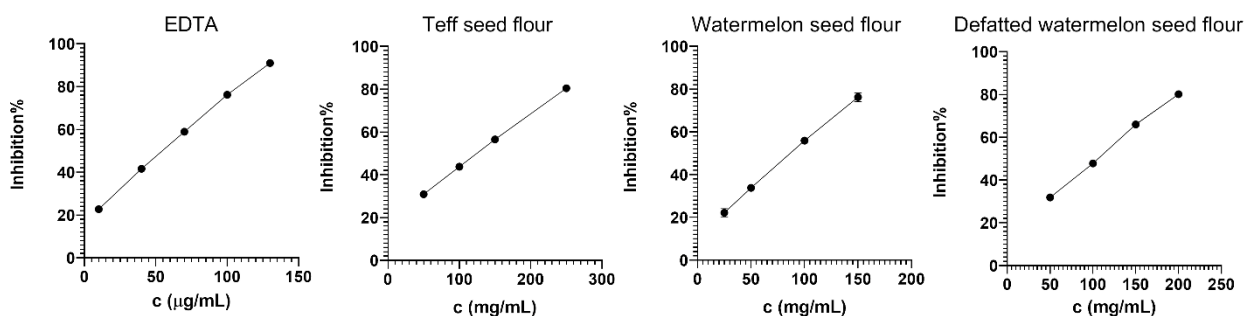 EDTA
Inhibition%
100
80
60
40
20
0
0 50 100 150
c (μg/mL)
Teff seed flour
Inhibition%
100
80
60
40
20
0
0 100 200 300
c (mg/mL)
Watermelon seed flour
Inhibition%
100
80
60
40
20
0
0 50 100 150 200
c (mg/mL)
Defatted watermelon seed flour
Inhibition%
100
80
60
40
20
0
0 50 100 150 200 250
c (mg/mL)